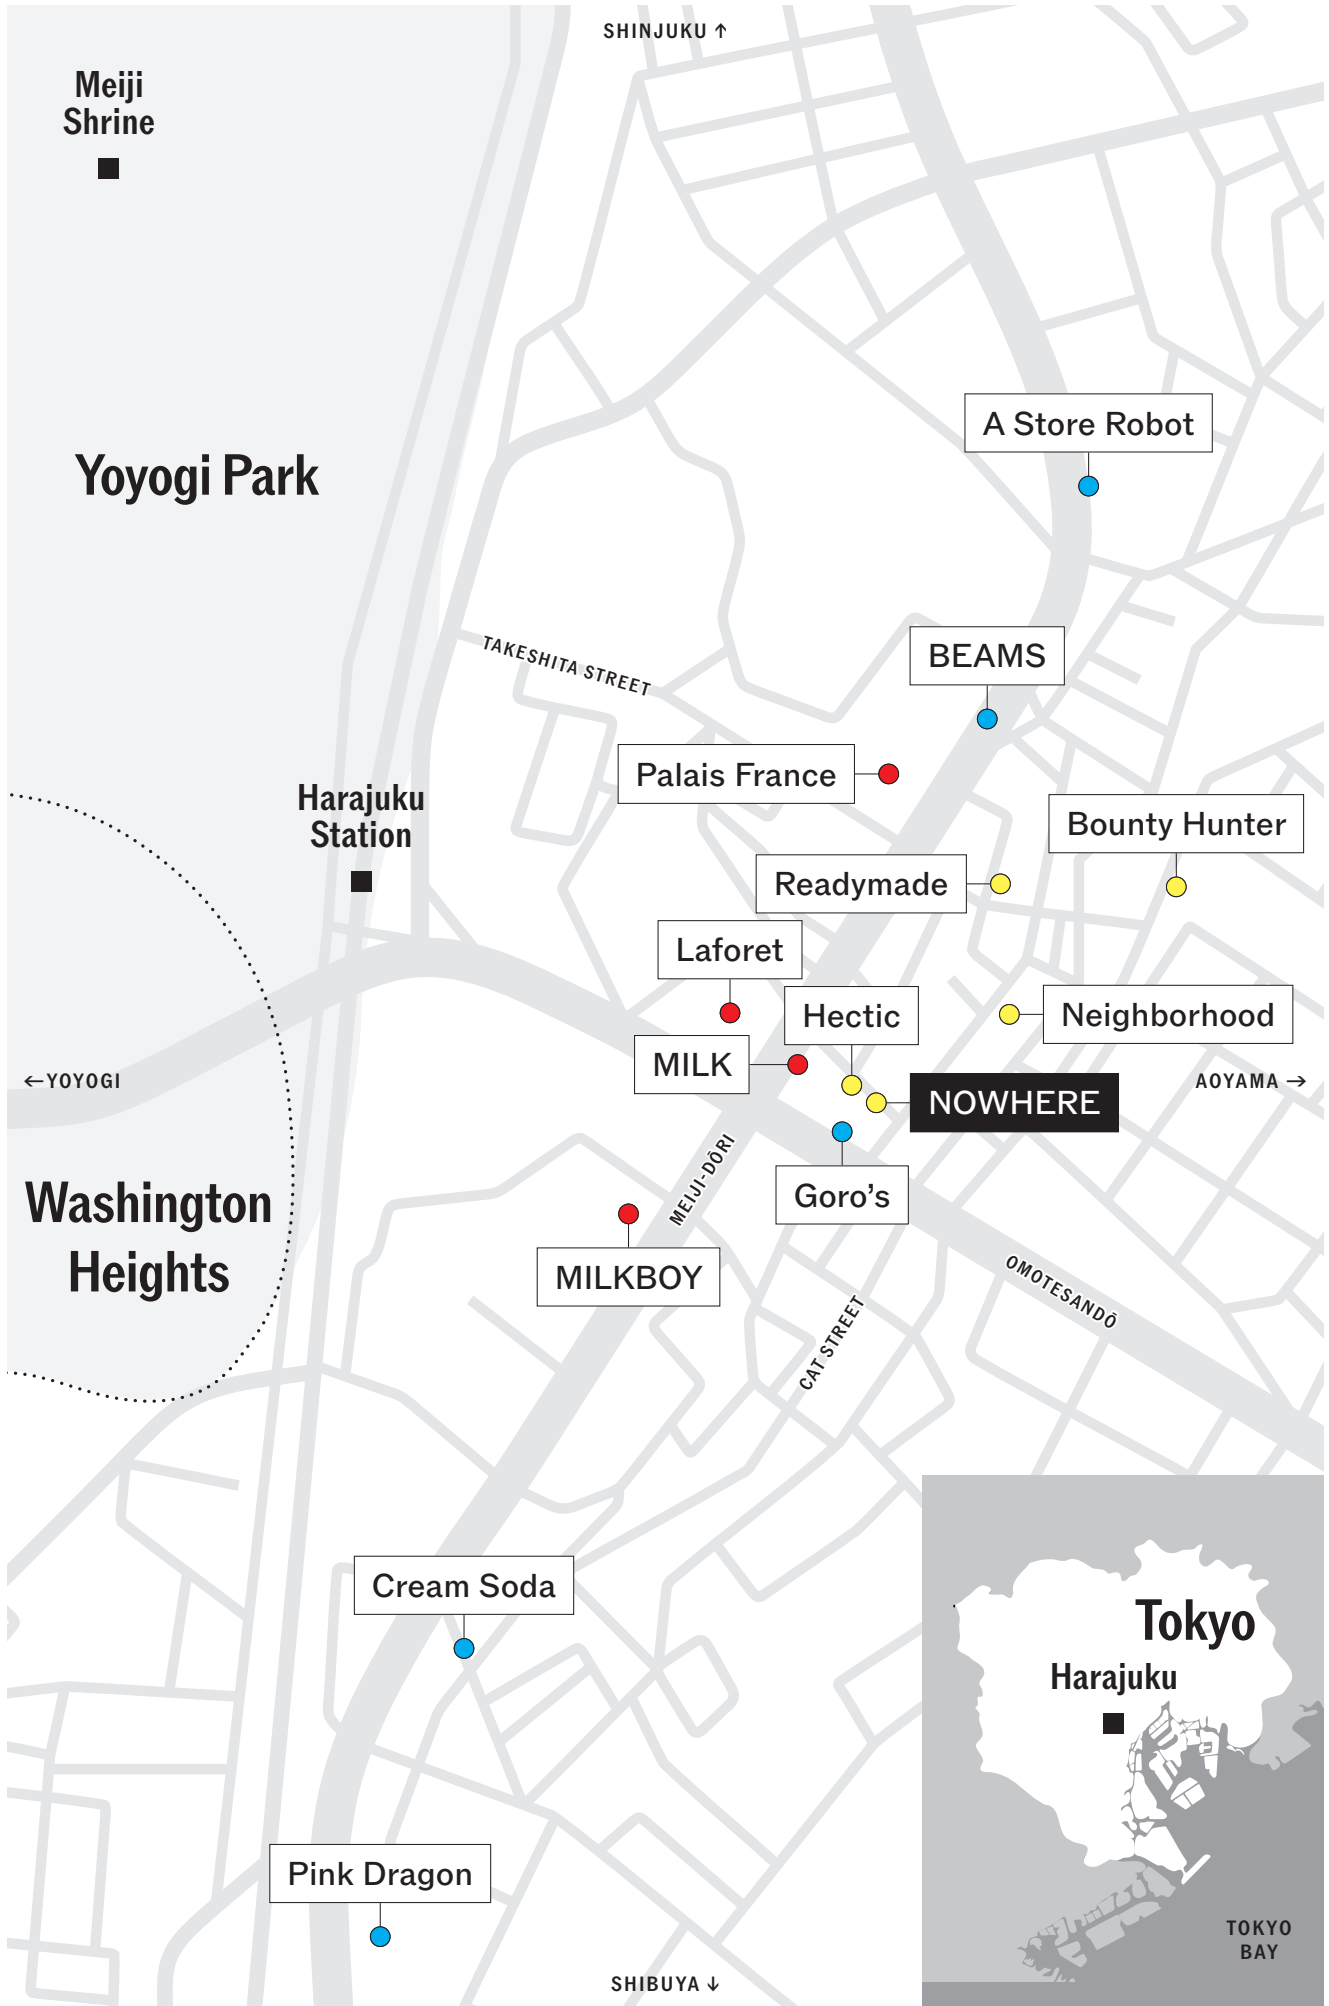 SHINJUKU ↑
Meiji
Shrine
A Store Robot
Yoyogi Park
BEAMS
TAKESHITA STREET
Palais France
Harajuku
Station
Bounty Hunter
Readymade
Laforet
Hectic
Neighborhood
MILK
←YOYOGI
AOYAMA →
NOWHERE
MEIJI-DŌRI
Goro’s
Washington
Heights
MILKBOY
OMOTESANDŌ
CAT STREET
Cream Soda
Tokyo
Harajuku
Pink Dragon
TOKYO
BAY
SHIBUYA ↓